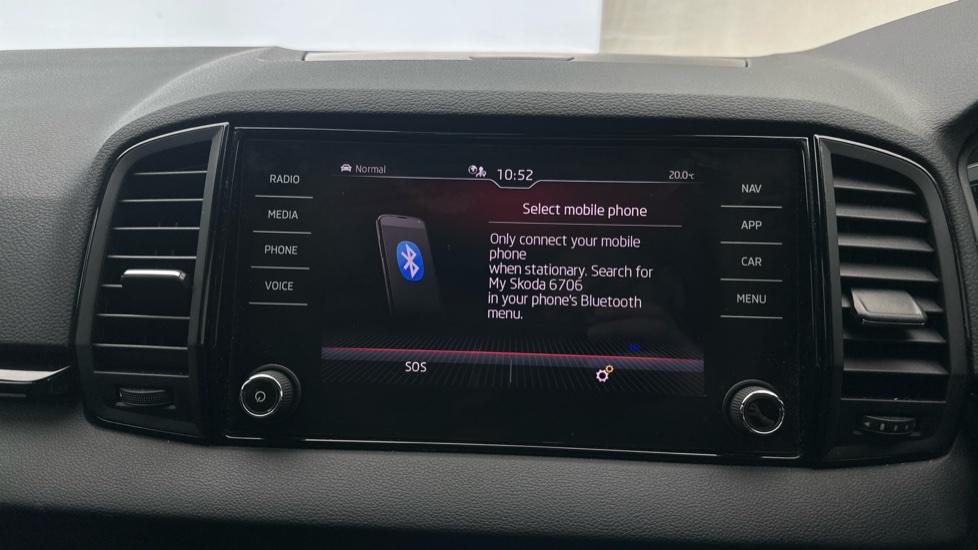 Normal
10:52
20.0°C
RADIO
MEDIA
PHONE
VOICE
Select mobile phone
Only connect your mobile
phone
when stationary. Search for
My Skoda 6706
in your phone's Bluetooth
menu.
NAV
APP
CAR
MENU
SOS